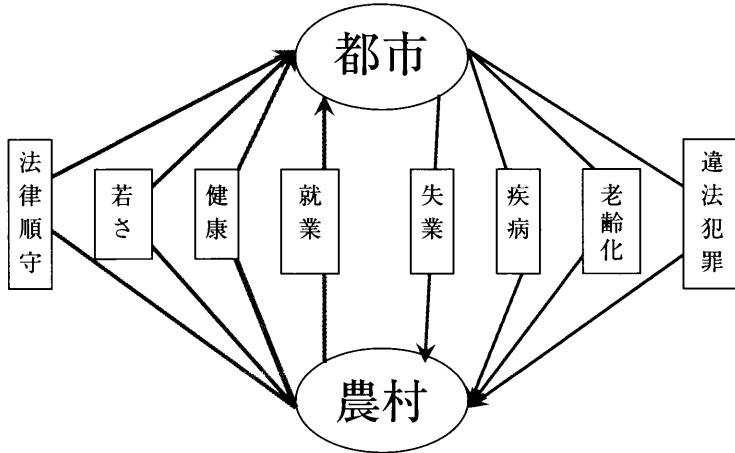 都市
法律順守
若さ
健康
就業
失業
疾病
老齢化
違法犯罪
農村